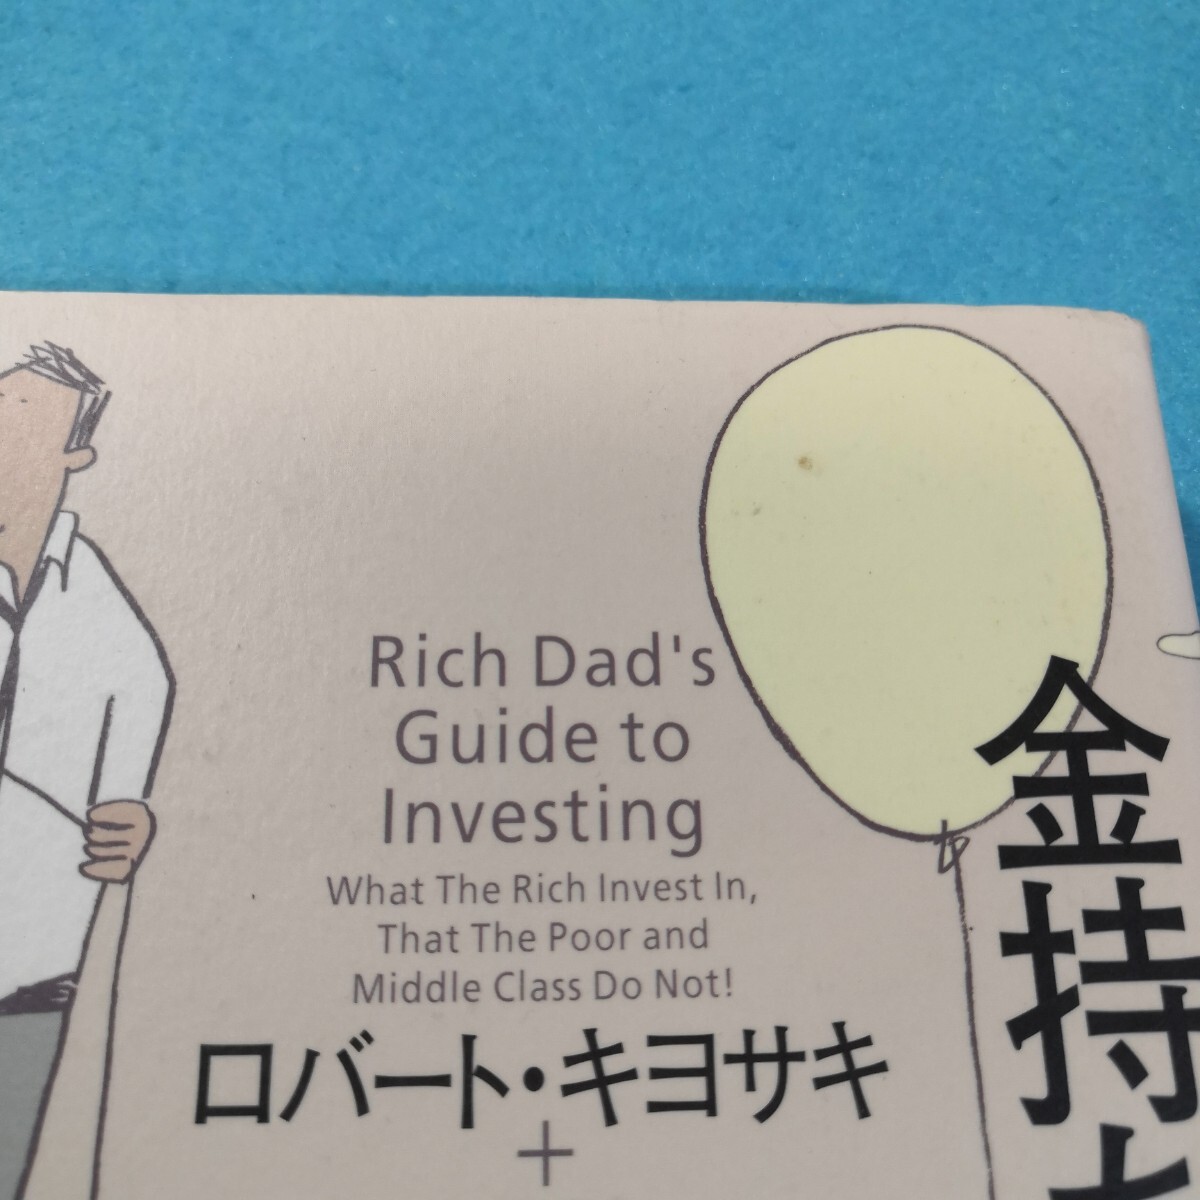 Rich Dad's
Guide to
Investing
What The Rich Invest In,
That The Poor and
Middle Class Do Not!
ロバート・キヨサキ
+
金持